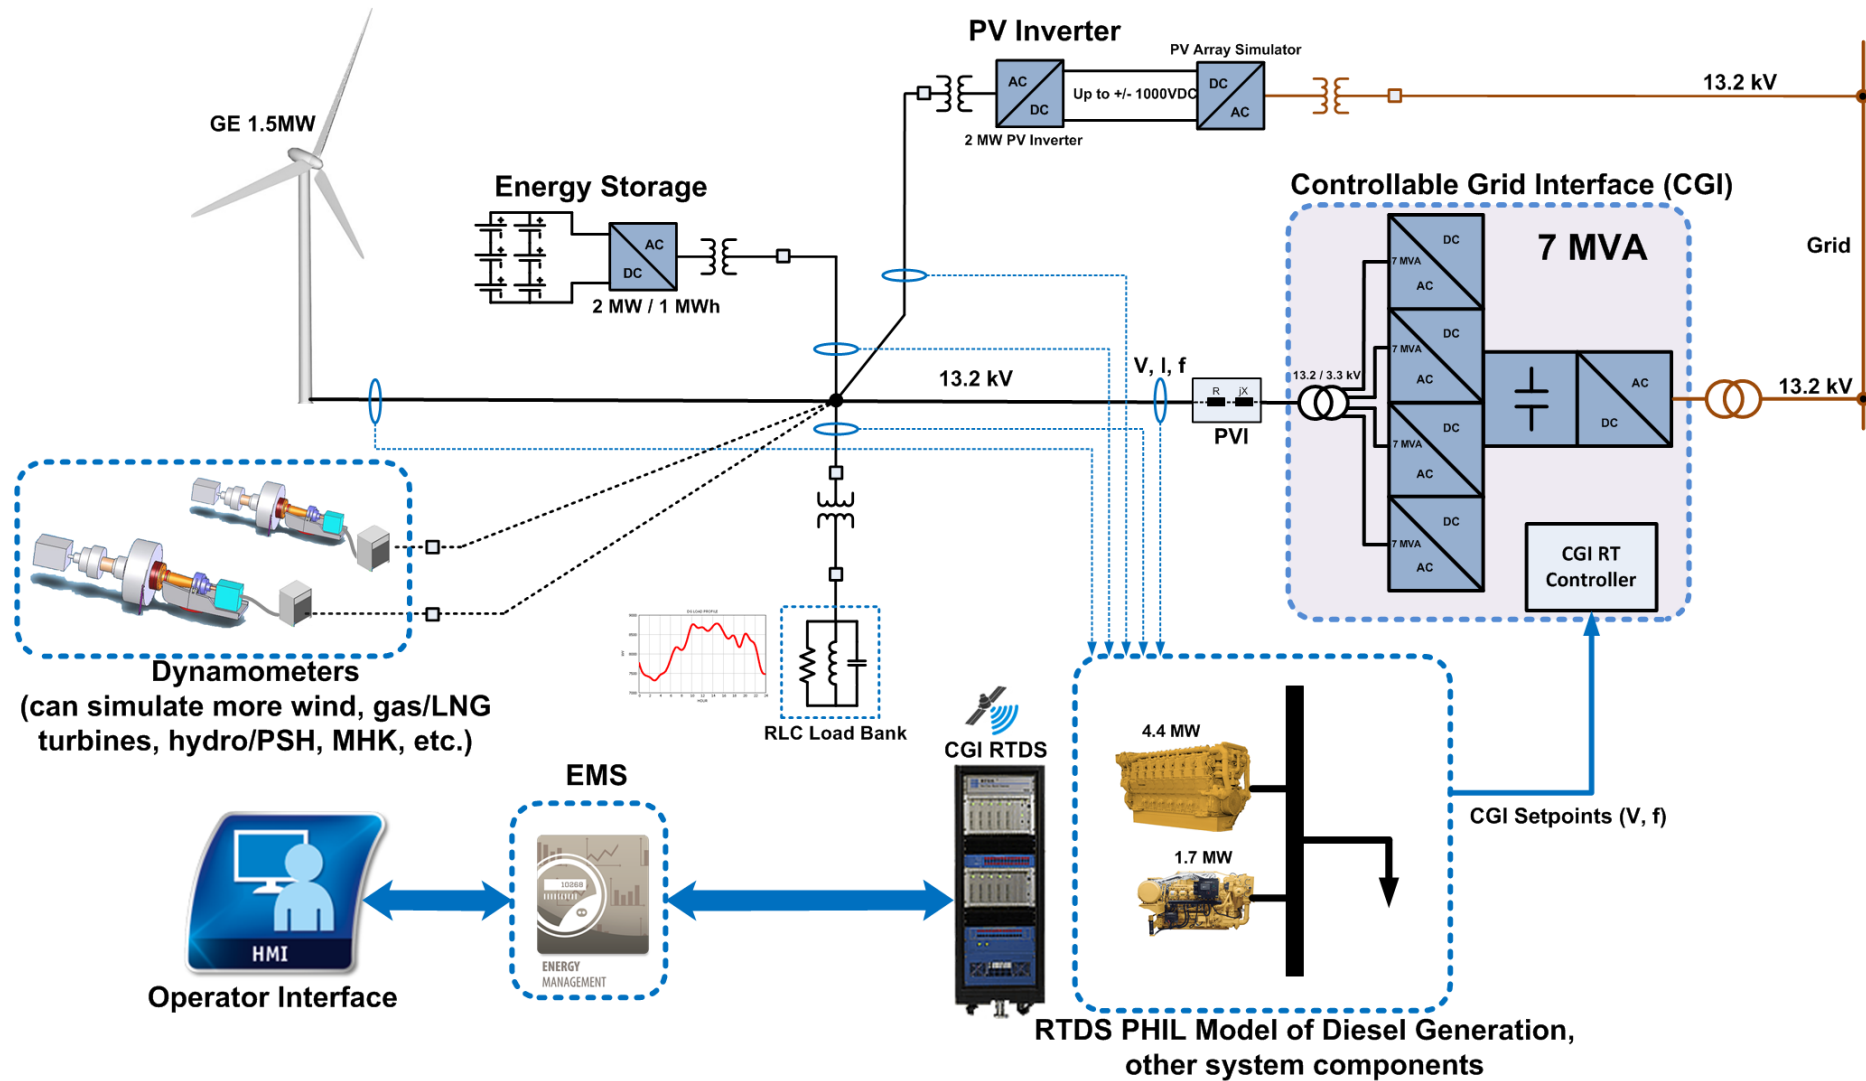 PV Inverter
PV Array Simulator
AC
DC
Up to +/- 1000VDC
DC
AC
13.2 kV
2 MW PV Inverter
GE 1.5MW
Energy Storage
AC
DC
2 MW / 1 MWh
Controllable Grid Interface (CGI)
7 MVA
DC
7 MVA
AC
DC
7 MVA
AC
DC
7 MVA
AC
DC
7 MVA
AC
AC
DC
Grid
13.2 kV
13.2 / 3.3 kV
13.2 kV
V, I, f
R
jX
PVI
CGI RT
Controller
Dynamometers
(can simulate more wind, gas/LNG
turbines, hydro/PSH, MHK, etc.)
HOUR
RLC Load Bank
CGI RTDS
4.4 MW
1.7 MW
CGI Setpoints (V, f)
EMS
10268
ENERGY
MANAGEMENT
HMI
Operator Interface
RTDS PHIL Model of Diesel Generation,
other system components